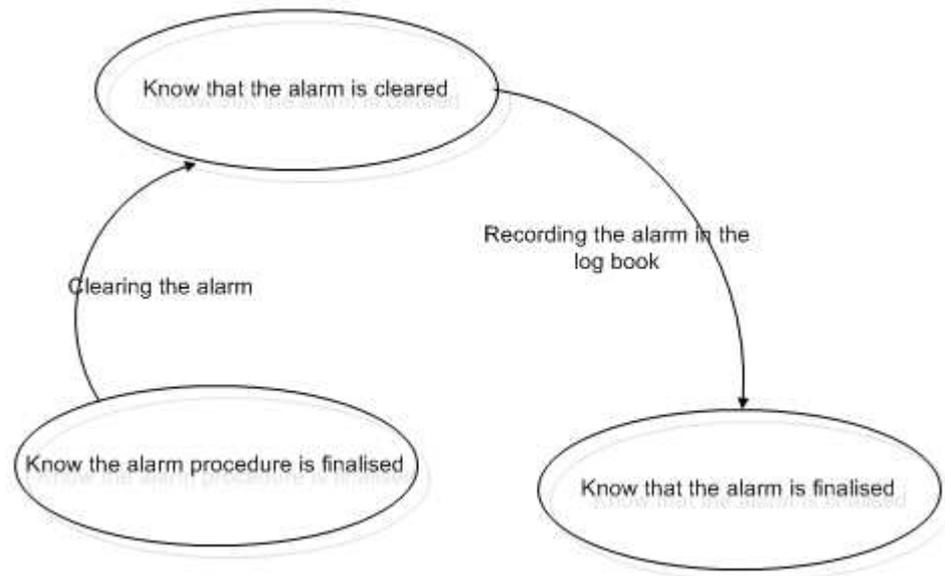 Know that the alarm is cleared
Recording the alarm in the
log book
Clearing the alarm
Know the alarm procedure is finalised
Know that the alarm is finalised